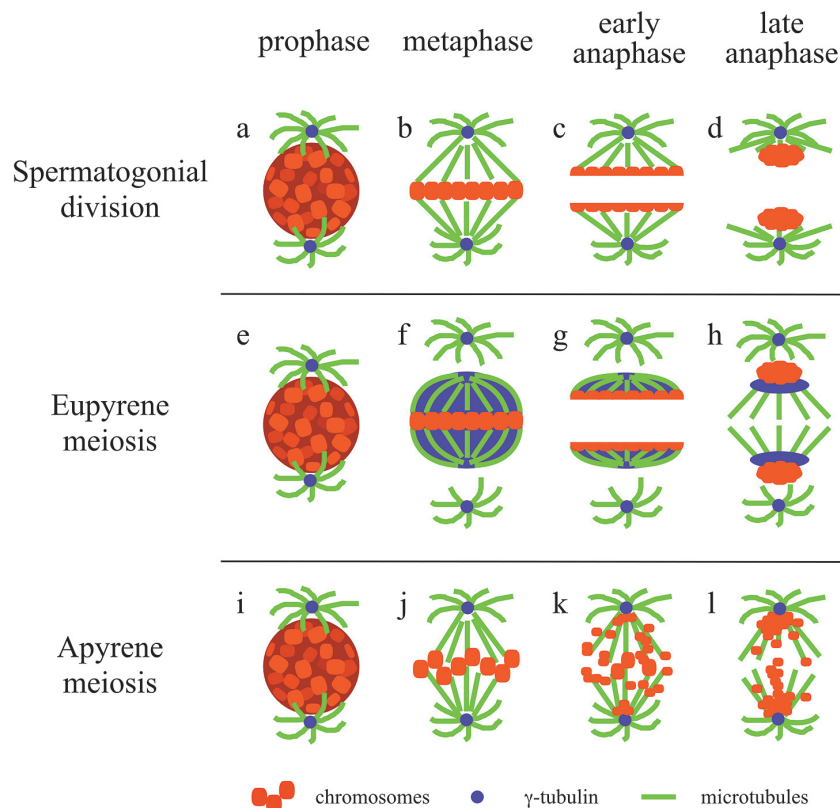 prophase metaphase early anaphase late anaphase
a b c d
Spermatogonial
division
e f g h
Eupyrene
meiosis
i j k l
Apyrene
meiosis
chromosomes γ-tubulin microtubules